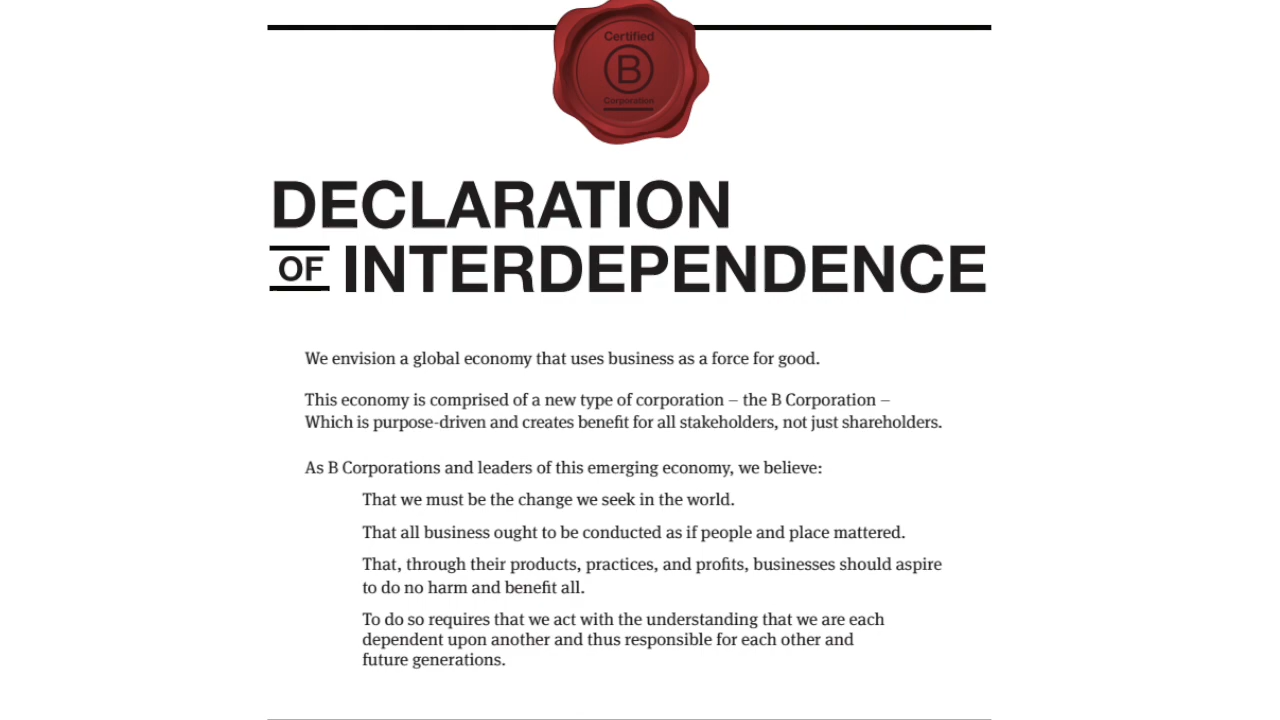 Certified
B
Corporation
DECLARATION
OF INTERDEPENDENCE
We envision a global economy that uses business as a force for good.
This economy is comprised of a new type of corporation – the B Corporation –
Which is purpose-driven and creates benefit for all stakeholders, not just shareholders.
As B Corporations and leaders of this emerging economy, we believe:
That we must be the change we seek in the world.
That all business ought to be conducted as if people and place mattered.
That, through their products, practices, and profits, businesses should aspire
to do no harm and benefit all.
To do so requires that we act with the understanding that we are each
dependent upon another and thus responsible for each other and
future generations.